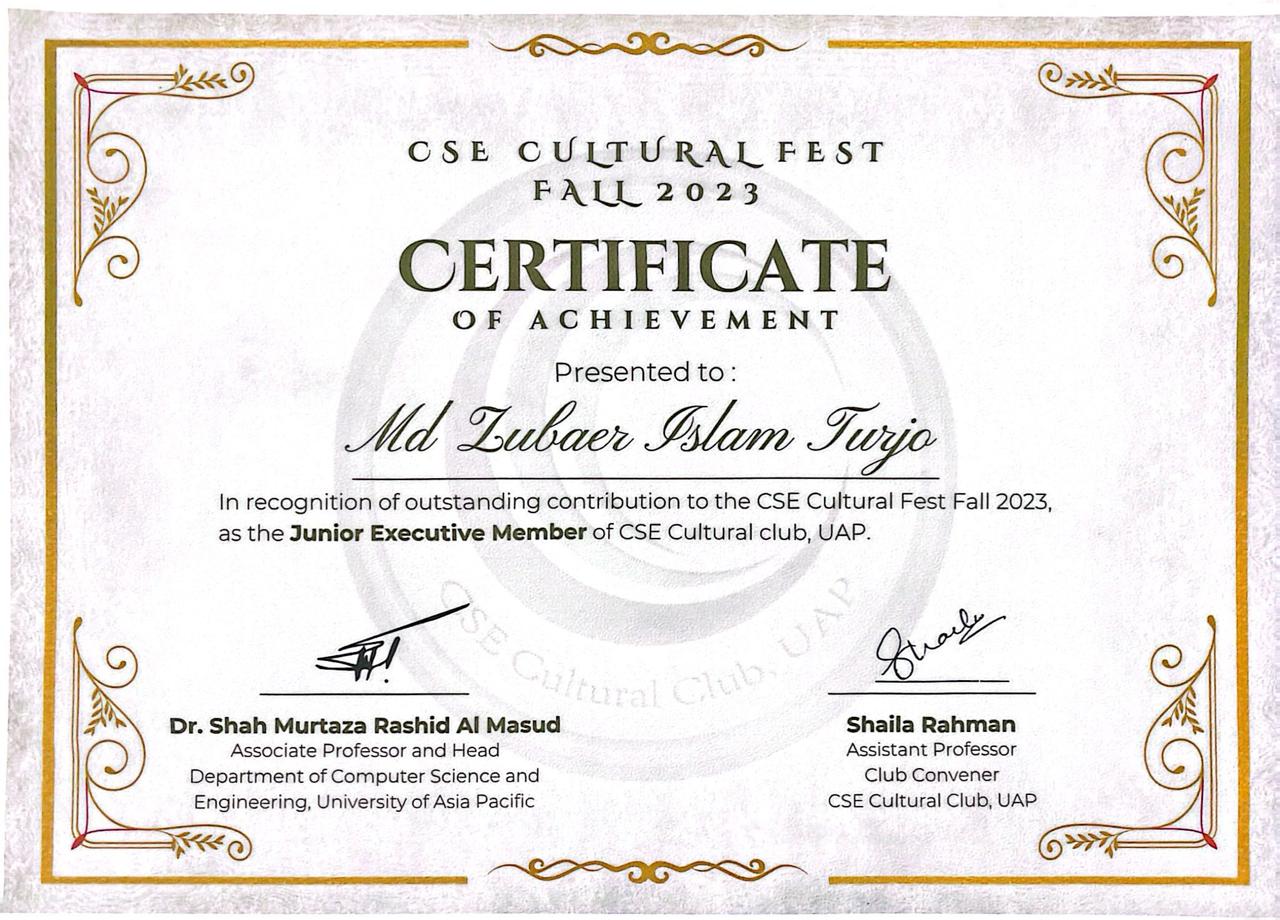 CSE CULTURAL FEST
FALL 2023
CERTIFICATE
OF ACHIEVEMENT
Presented to :
Md Zubaer Islam Turjo
In recognition of outstanding contribution to the CSE Cultural Fest Fall 2023,
as the Junior Executive Member of CSE Cultural club, UAP.
CSE Cultural Club, UAP
Shaila
Dr. Shah Murtaza Rashid Al Masud
Associate Professor and Head
Department of Computer Science and
Engineering, University of Asia Pacific
Shaila Rahman
Assistant Professor
Club Convener
CSE Cultural Club, UAP